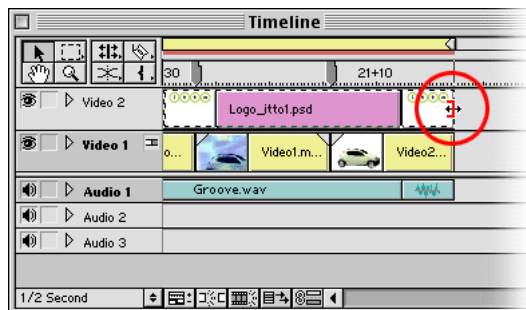 Timeline
30
21+10
Video 2
Logo_itto1.psd
Video 1
o...
Video1.m...
Video2...
Audio 1
Groove.wav
Audio 2
Audio 3
1/2 Second